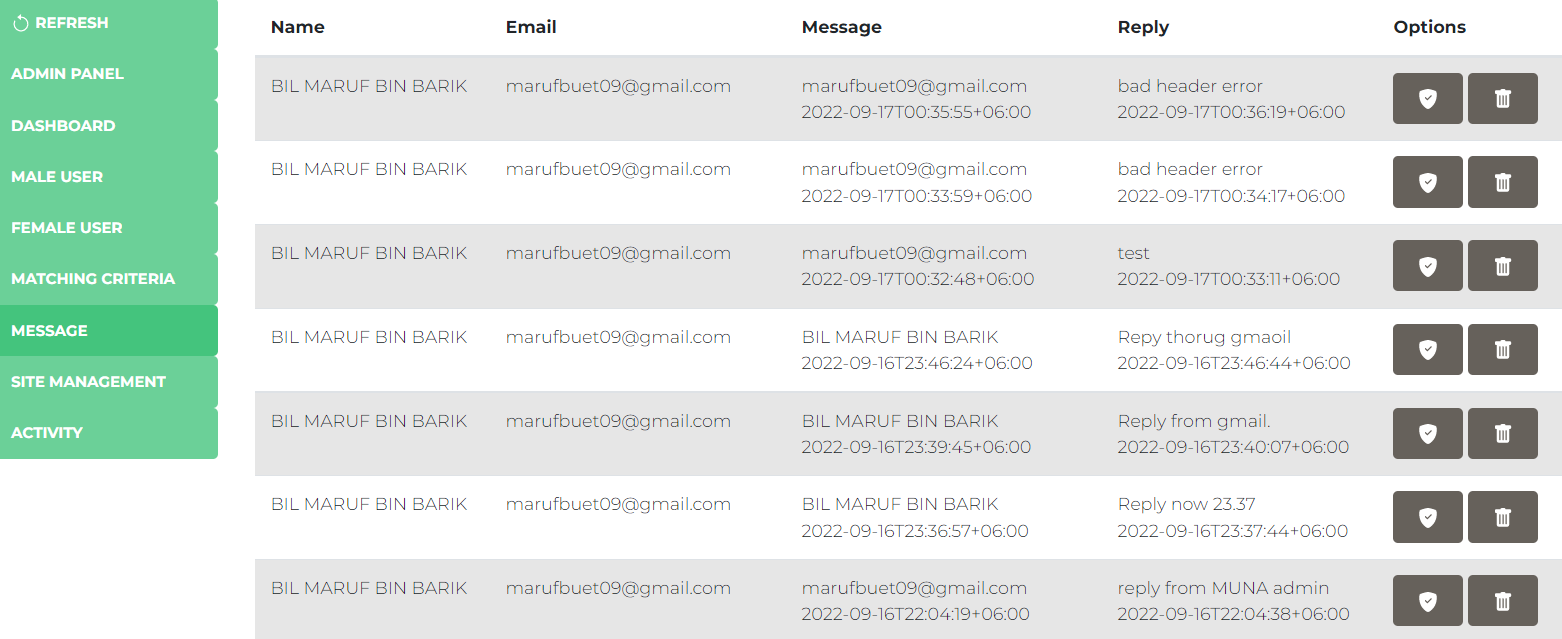 REFRESH
ADMIN PANEL
DASHBOARD
MALE USER
FEMALE USER
MATCHING CRITERIA
MESSAGE
SITE MANAGEMENT
ACTIVITY
Name Email Message Reply Options
BIL MARUF BIN BARIK marufbuet09@gmail.com marufbuet09@gmail.com bad header error
2022-09-17T00:35:55+06:00 2022-09-17T00:36:19+06:00
BIL MARUF BIN BARIK marufbuet09@gmail.com marufbuet09@gmail.com bad header error
2022-09-17T00:33:59+06:00 2022-09-17T00:34:17+06:00
BIL MARUF BIN BARIK marufbuet09@gmail.com marufbuet09@gmail.com test
2022-09-17T00:32:48+06:00 2022-09-17T00:33:11+06:00
BIL MARUF BIN BARIK marufbuet09@gmail.com BIL MARUF BIN BARIK Repy thorug gmaoil
2022-09-16T23:46:24+06:00 2022-09-16T23:46:44+06:00
BIL MARUF BIN BARIK marufbuet09@gmail.com BIL MARUF BIN BARIK Reply from gmail.
2022-09-16T23:39:45+06:00 2022-09-16T23:40:07+06:00
BIL MARUF BIN BARIK marufbuet09@gmail.com BIL MARUF BIN BARIK Reply now 23.37
2022-09-16T23:36:57+06:00 2022-09-16T23:37:44+06:00
BIL MARUF BIN BARIK marufbuet09@gmail.com marufbuet09@gmail.com reply from MUNA admin
2022-09-16T22:04:19+06:00 2022-09-16T22:04:38+06:00